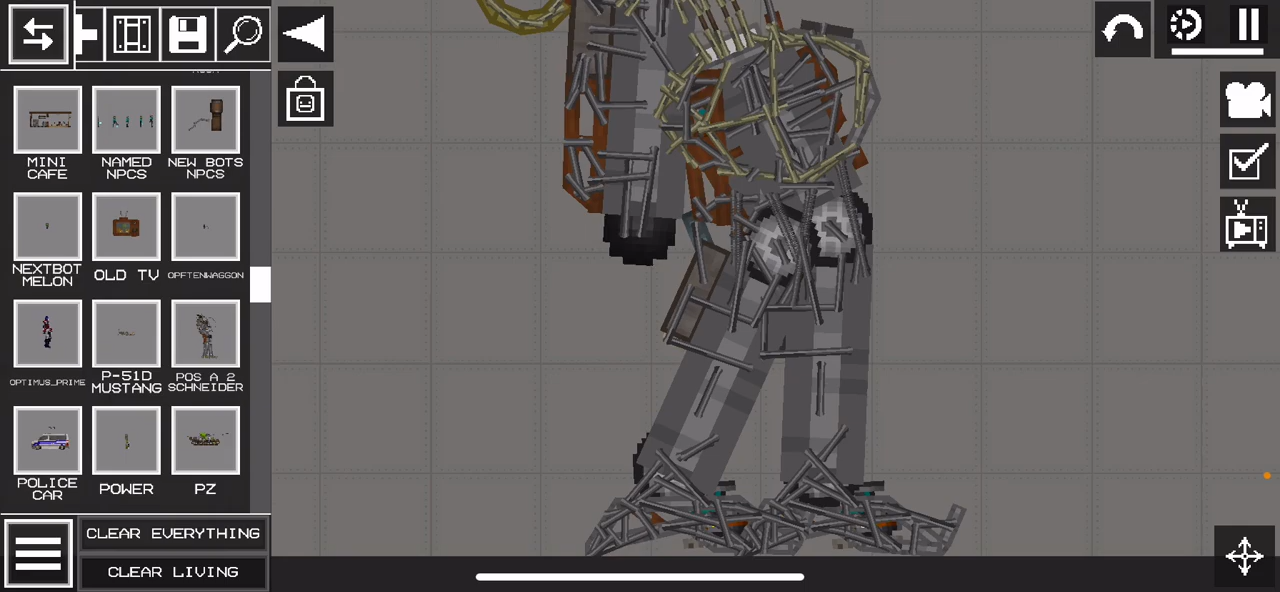 MINI
CAFE
NAMED
NPCS
NEW BOTS
NPCS
NEXTBOT
MELON
OLD TV
OPFTENWAGGON
OPTIMUS_PRIME
P-51D
MUSTANG
POS A 2
SCHNEIDER
POLICE
CAR
POWER
PZ
CLEAR EVERYTHING
CLEAR LIVING